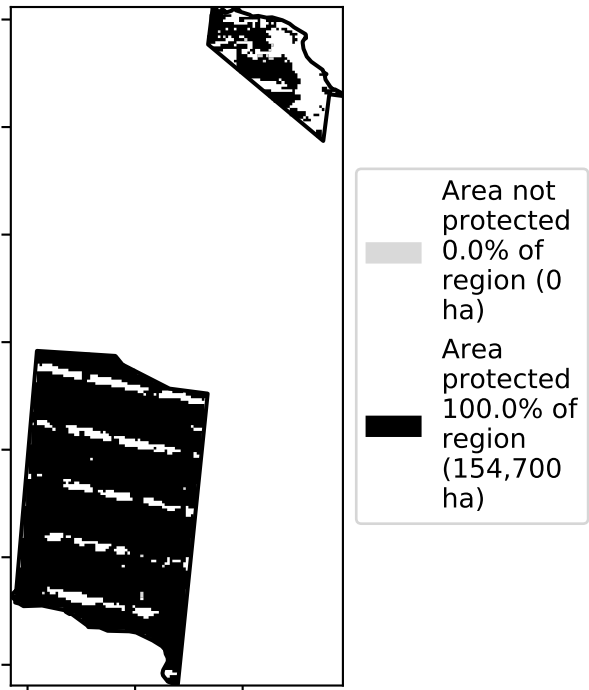 Area not
protected
0.0% of
region (0
ha)
Area
protected
100.0% of
region
(154,700
ha)